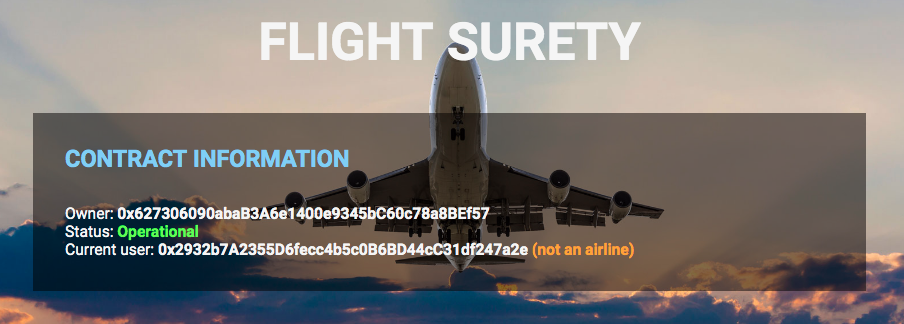 FLIGHT SURETY
CONTRACT INFORMATION
Owner: 0x627306090abaB3A6e1400e9345bC60c78a8BEf57
Status: Operational
Current user: 0x2932b7A2355D6fecc4b5c0B6BD44cC31df247a2e (not an airline)